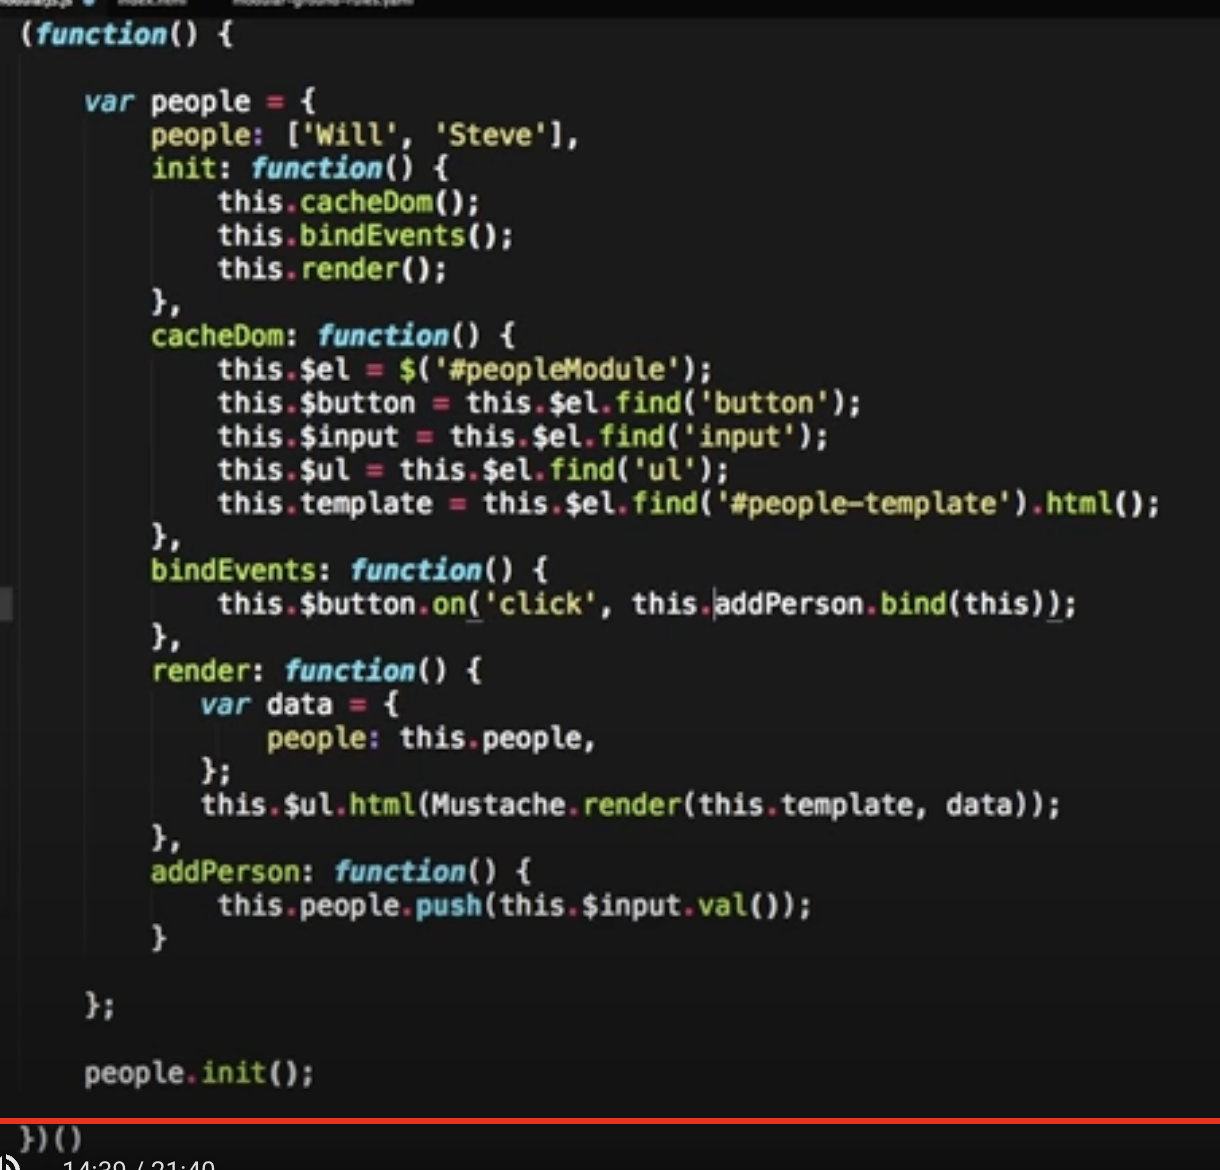 (function() {
var people = {
people: ['Will', 'Steve'],
init: function() {
this.cacheDom();
this.bindEvents();
this.render();
},
cacheDom: function() {
this.$el = $('#peopleModule');
this.$button = this.$el.find('button');
this.$input = this.$el.find('input');
this.$ul = this.$el.find('ul');
this.template = this.$el.find('#people-template').html();
},
bindEvents: function() {
this.$button.on('click', this.addPerson.bind(this));
},
render: function() {
var data = {
people: this.people,
};
this.$ul.html(Mustache.render(this.template, data));
},
addPerson: function() {
this.people.push(this.$input.val());
}
};
people.init();
})()
14:39 / 21:40